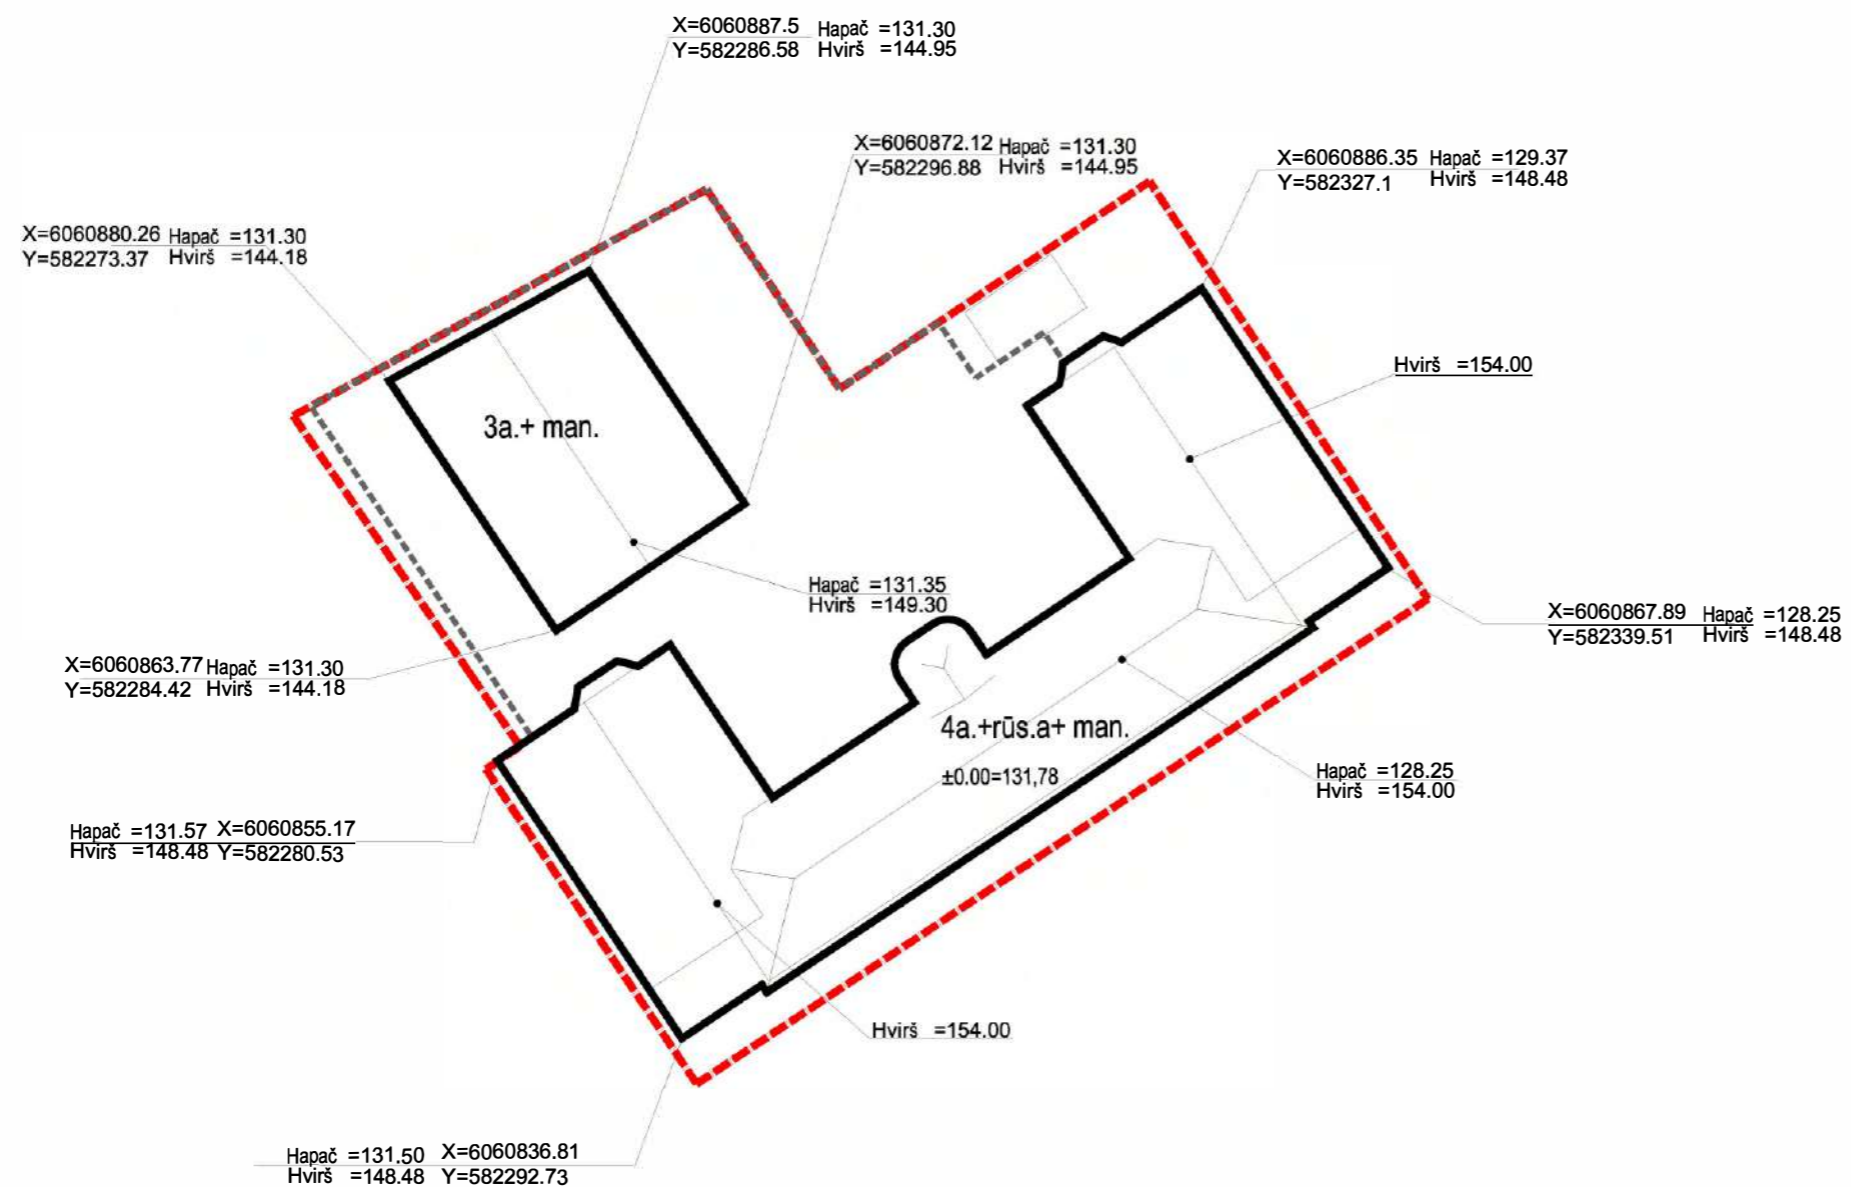 X=6060887.5 Hapač =131.30
Y=582286.58 Hvirš =144.95
X=6060872.12 Hapač =131.30
Y=582296.88 Hvirš =144.95
X=6060886.35 Hapač =129.37
Y=582327.1 Hvirš =148.48
X=6060880.26 Hapač =131.30
Y=582273.37 Hvirš =144.18
Hvirš =154.00
3a.+ man.
Hapač =131.35
Hvirš =149.30
X=6060867.89 Hapač =128.25
Y=582339.51 Hvirš =148.48
X=6060863.77 Hapač =131.30
Y=582284.42 Hvirš =144.18
4a.+rūs.a+ man.
±0.00=131,78
Hapač =128.25
Hvirš =154.00
Hapač =131.57 X=6060855.17
Hvirš =148.48 Y=582280.53
Hvirš =154.00
Hapač =131.50 X=6060836.81
Hvirš =148.48 Y=582292.73